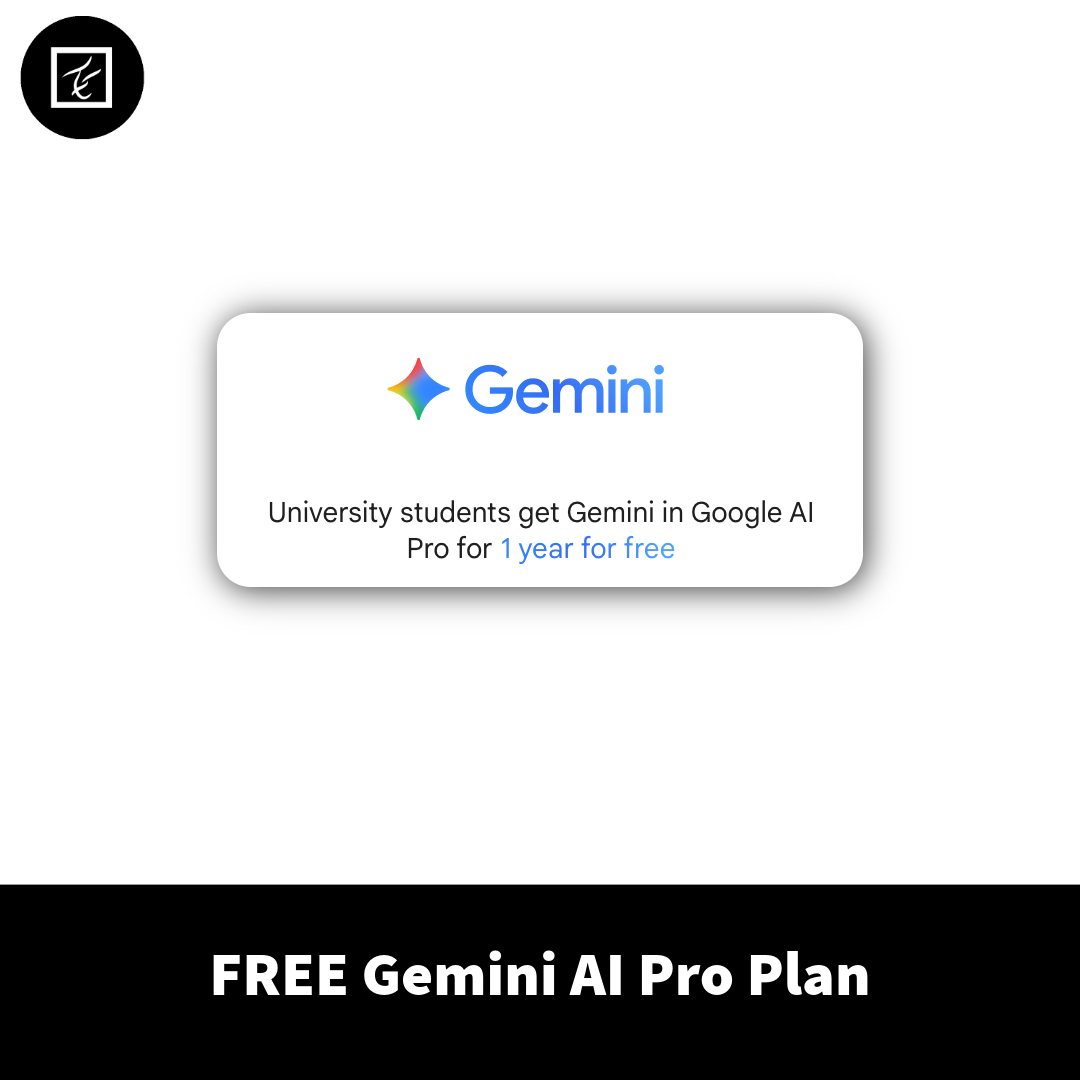 Gemini
University students get Gemini in Google AI
Pro for 1 year for free
FREE Gemini AI Pro Plan